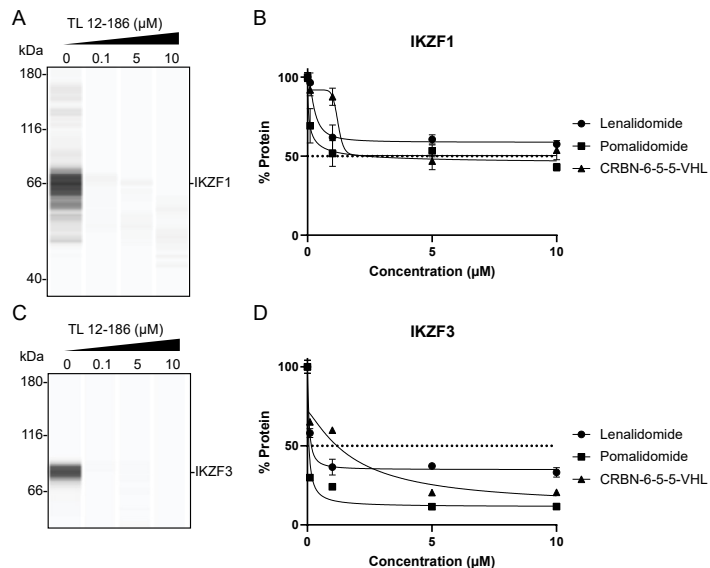 A
TL 12-186 (µM)
kDa
0 0.1 5 10
180-
116-
66-
-IKZF1
40-
B
IKZF1
% Protein
100
50
0
0 5 10
Concentration (µM)
Lenalidomide
Pomalidomide
CRBN-6-5-5-VHL
C
TL 12-186 (µM)
kDa
0 0.1 5 10
180-
116-
-IKZF3
66-
D
IKZF3
% Protein
100
50
0
0 5 10
Concentration (µM)
Lenalidomide
Pomalidomide
CRBN-6-5-5-VHL